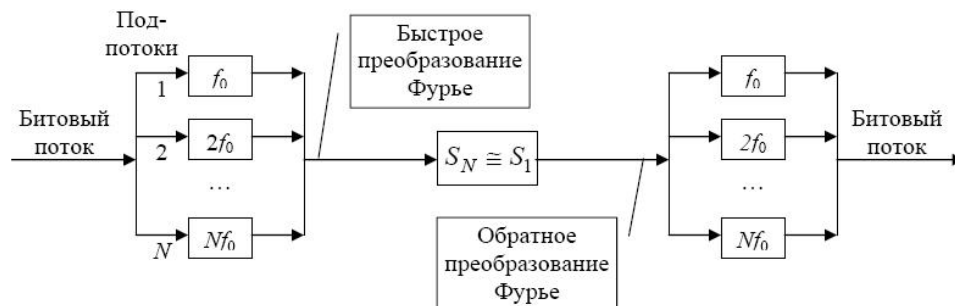 Под-
потоки
Битовый
поток
1
f₀
2
2f₀
...
N
Nf₀
Быстрое
преобразование
Фурье
S_N ≅ S₁
Обратное
преобразование
Фурье
f₀
2f₀
...
Nf₀
Битовый
поток